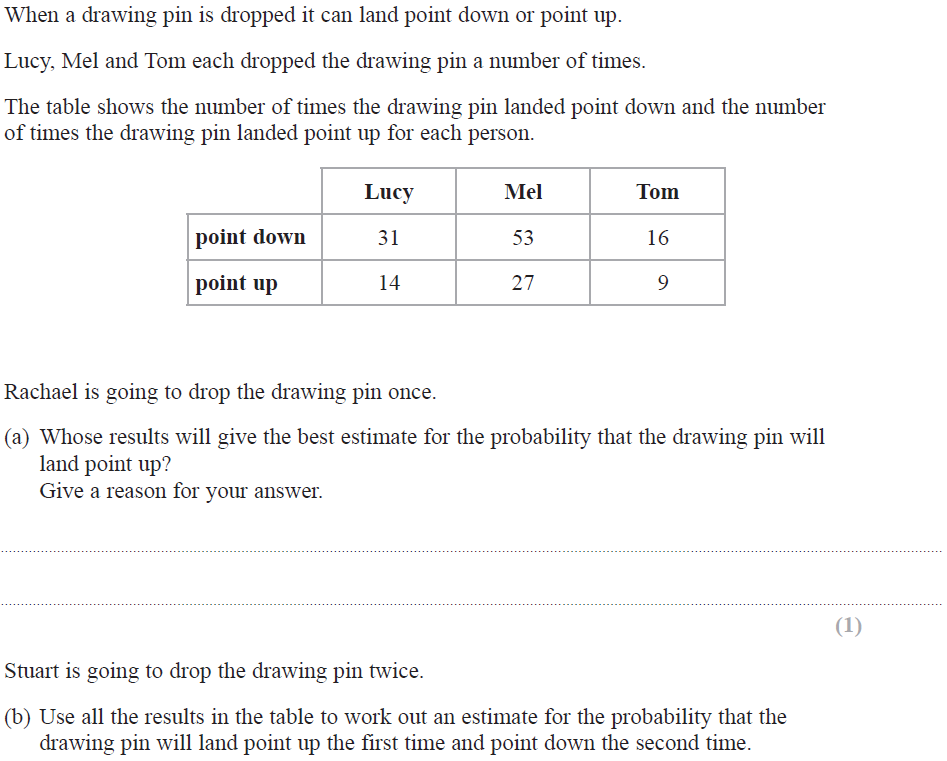 When a drawing pin is dropped it can land point down or point up.
Lucy, Mel and Tom each dropped the drawing pin a number of times.
The table shows the number of times the drawing pin landed point down and the number
of times the drawing pin landed point up for each person.
Lucy Mel Tom
point down 31 53 16
point up 14 27 9
Rachael is going to drop the drawing pin once.
(a) Whose results will give the best estimate for the probability that the drawing pin will
land point up?
Give a reason for your answer.
(1)
Stuart is going to drop the drawing pin twice.
(b) Use all the results in the table to work out an estimate for the probability that the
drawing pin will land point up the first time and point down the second time.